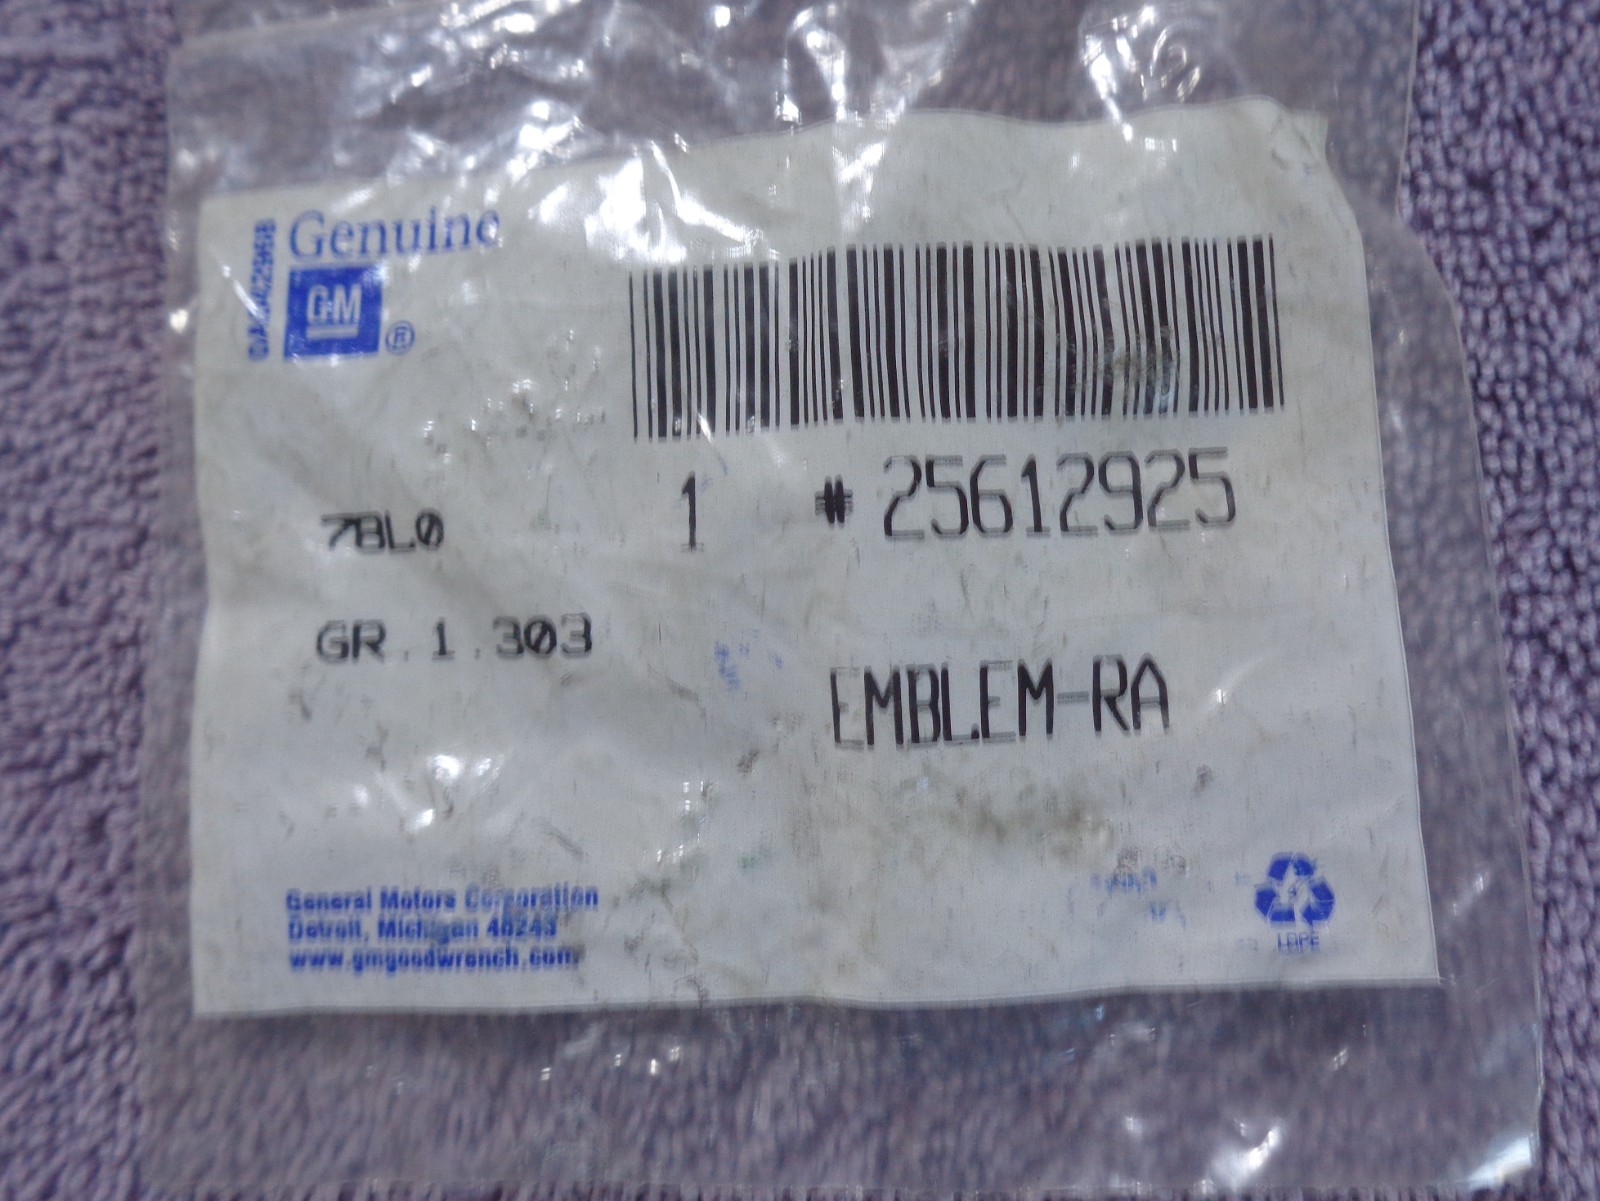 Genuine
GM ®
1 # 25612925
7BL0
GR. 1.303
EMBLEM-RA
General Motors Corporation
Detroit, Michigan 48243
www.gmgoodwrench.com
LDPE